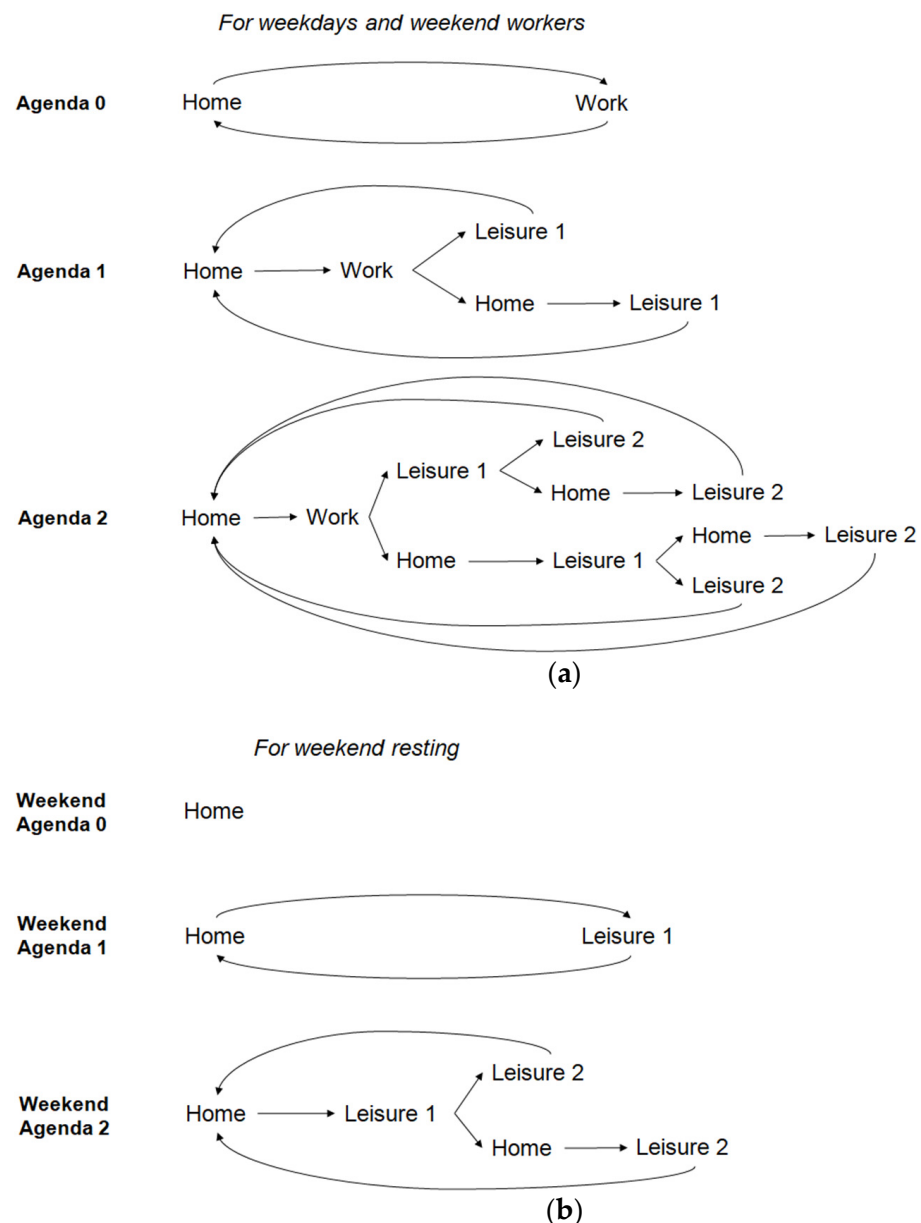 For weekdays and weekend workers
Agenda 0
Home
Work
Leisure 1
Agenda 1
Home
Work
Home
Leisure 1
Leisure 2
Leisure 1
Home
Leisure 2
Agenda 2
Home
Work
Home
Leisure 1
Home
Leisure 2
Leisure 2
(a)
For weekend resting
Weekend
Agenda 0
Home
Weekend
Agenda 1
Home
Leisure 1
Leisure 2
Weekend
Agenda 2
Home
Leisure 1
Home
Leisure 2
(b)